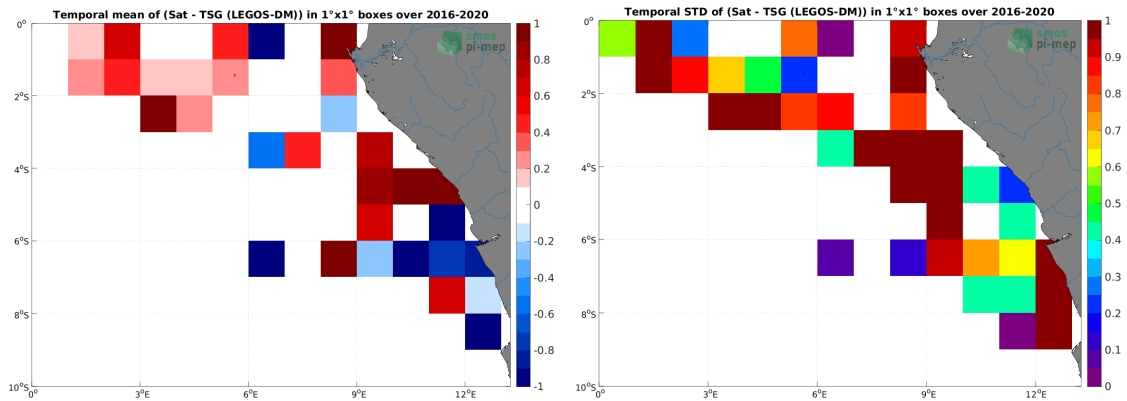 Temporal mean of (Sat - TSG (LEGOS-DM)) in 1°x1° boxes over 2016-2020
0°
2°S
4°S
6°S
8°S
10°S
0°
3°E
6°E
9°E
12°E
smos
pi-mep
1
0.8
0.6
0.4
0.2
0
-0.2
-0.4
-0.6
-0.8
-1
Temporal STD of (Sat - TSG (LEGOS-DM)) in 1°x1° boxes over 2016-2020
0°
2°S
4°S
6°S
8°S
10°S
0°
3°E
6°E
9°E
12°E
smos
pi-mep
1
0.9
0.8
0.7
0.6
0.5
0.4
0.3
0.2
0.1
0